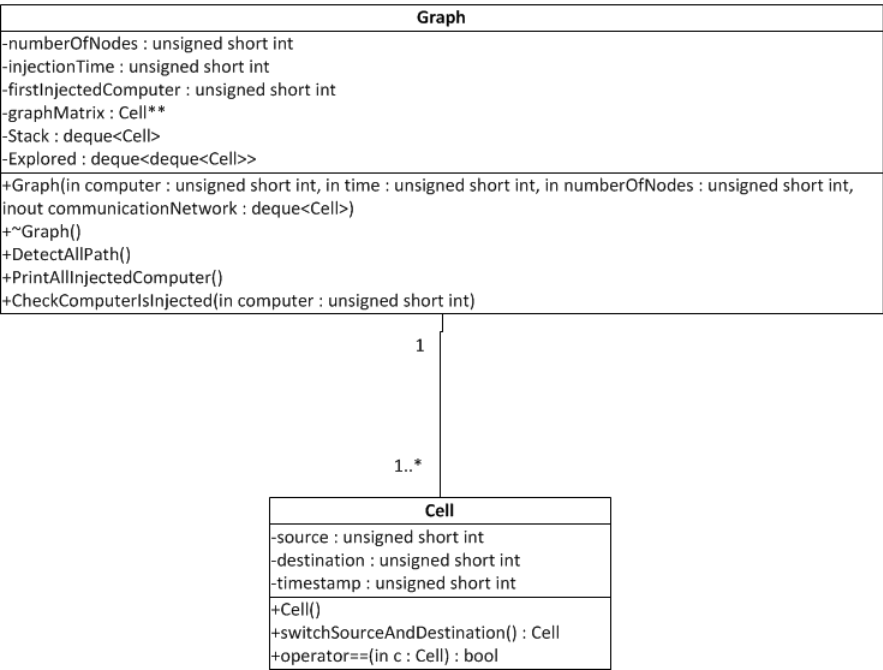 Graph
-numberOfNodes : unsigned short int
-injectionTime : unsigned short int
-firstInjectedComputer : unsigned short int
-graphMatrix : Cell**
-Stack : deque<Cell>
-Explored : deque<deque<Cell>>
+Graph(in computer : unsigned short int, in time : unsigned short int, in numberOfNodes : unsigned short int,
inout communicationNetwork : deque<Cell>)
+~Graph()
+DetectAllPath()
+PrintAllInjectedComputer()
+CheckComputerIsInjected(in computer : unsigned short int)
1
1..*
Cell
-source : unsigned short int
-destination : unsigned short int
-timestamp : unsigned short int
+Cell()
+switchSourceAndDestination() : Cell
+operator==(in c : Cell) : bool